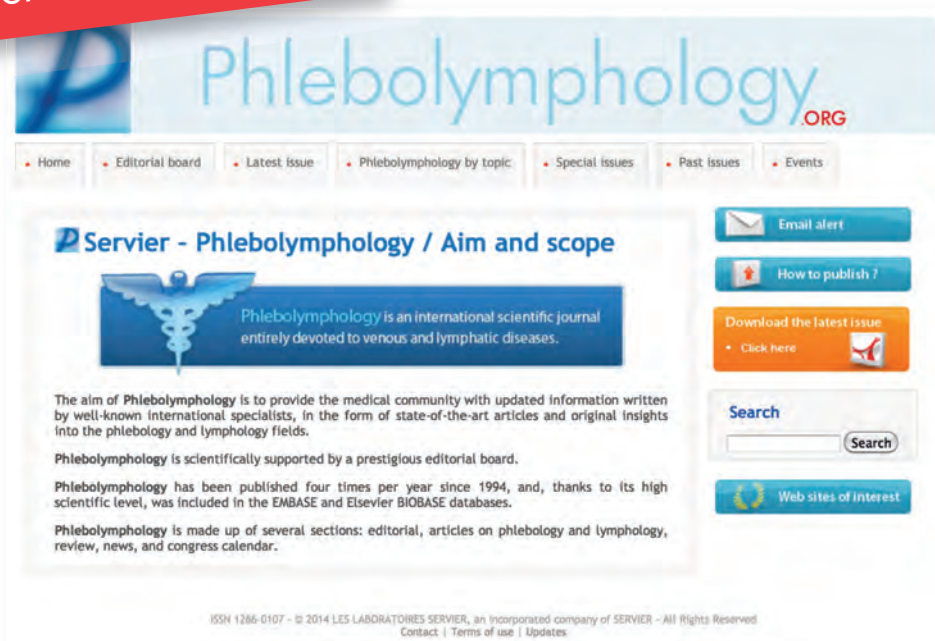 Phlebolymphology
.ORG
• Home • Editorial board • Latest issue • Phlebolymphology by topic • Special issues • Past issues • Events
Servier - Phlebolymphology / Aim and scope
Phlebolymphology is an international scientific journal
entirely devoted to venous and lymphatic diseases.
The aim of Phlebolymphology is to provide the medical community with updated information written
by well-known international specialists, in the form of state-of-the-art articles and original insights
into the phlebology and lymphology fields.
Phlebolymphology is scientifically supported by a prestigious editorial board.
Phlebolymphology has been published four times per year since 1994, and, thanks to its high
scientific level, was included in the EMBASE and Elsevier BIOBASE databases.
Phlebolymphology is made up of several sections: editorial, articles on phlebology and lymphology,
review, news, and congress calendar.
Email alert
How to publish ?
Download the latest issue
• Click here
Search
Search
Web sites of interest
ISSN 1286-0107 - © 2014 LES LABORATOIRES SERVIER, an incorporated company of SERVIER - All Rights Reserved
Contact | Terms of use | Updates